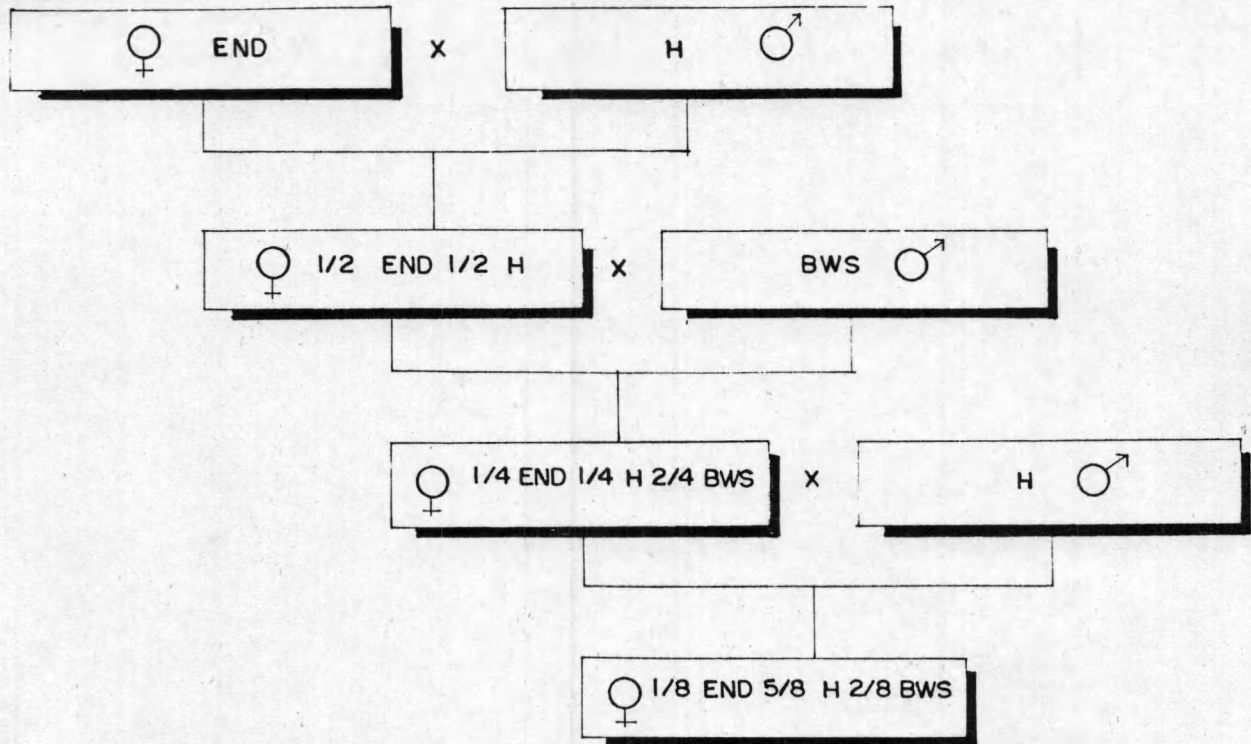 ♀ END X H ♂
♀ 1/2 END 1/2 H X BWS ♂
♀ 1/4 END 1/4 H 2/4 BWS X H ♂
♀ 1/8 END 5/8 H 2/8 BWS